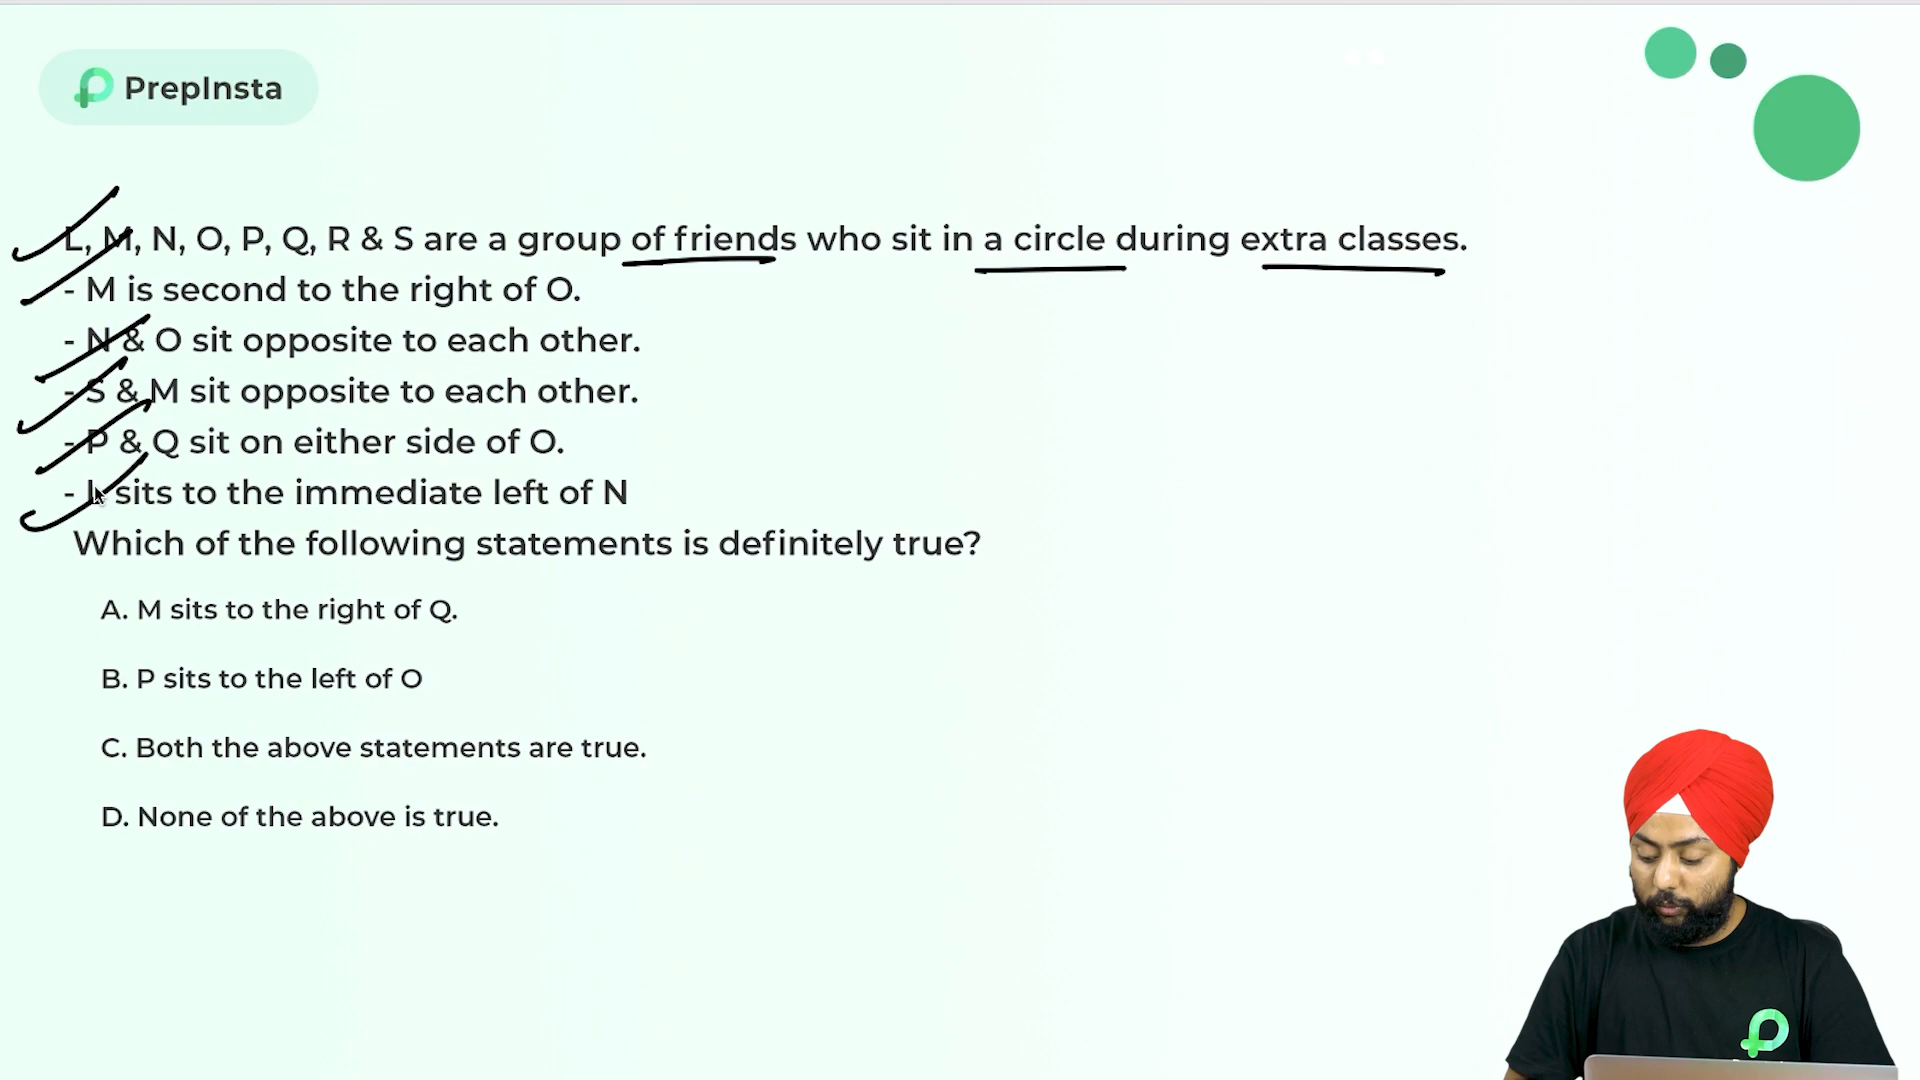 PrepInsta
L, M, N, O, P, Q, R & S are a group of friends who sit in a circle during extra classes.
- M is second to the right of O.
- N & O sit opposite to each other.
- S & M sit opposite to each other.
- P & Q sit on either side of O.
- L sits to the immediate left of N
Which of the following statements is definitely true?
A. M sits to the right of Q.
B. P sits to the left of O
C. Both the above statements are true.
D. None of the above is true.